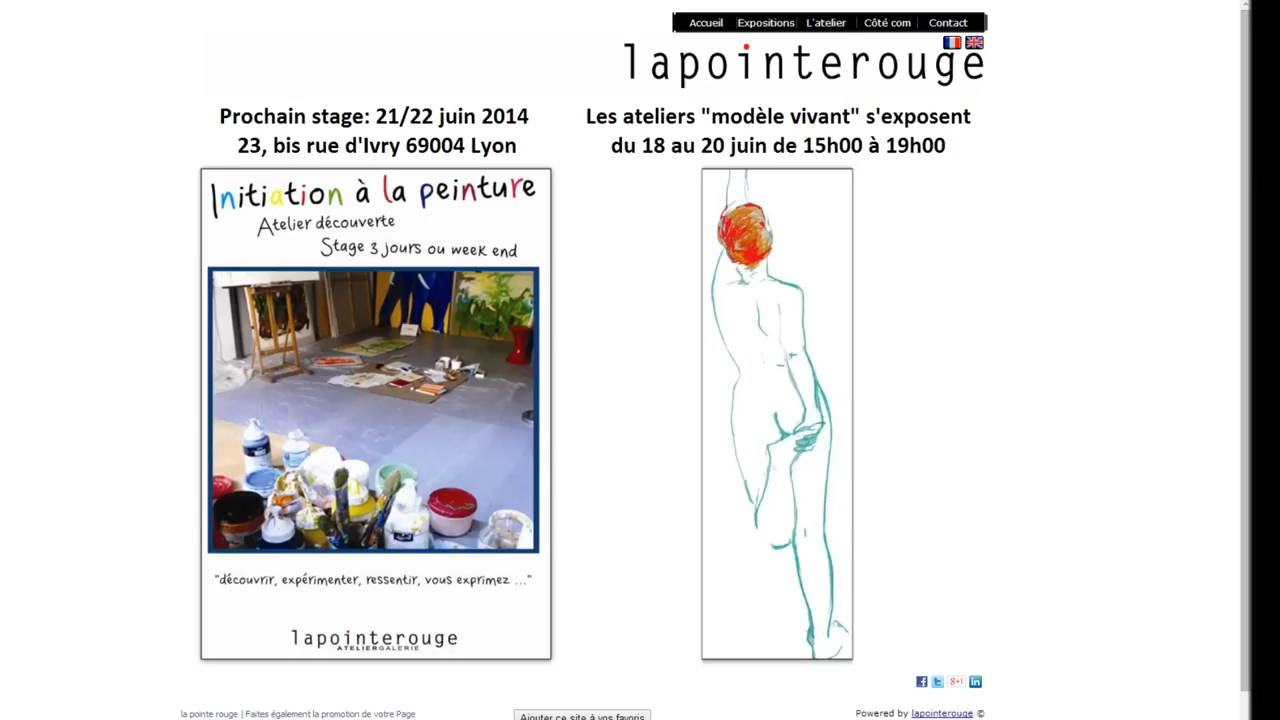 Accueil Expositions L'atelier Côté com Contact
lapointerouge
Prochain stage: 21/22 juin 2014
23, bis rue d'Ivry 69004 Lyon
Les ateliers "modèle vivant" s'exposent
du 18 au 20 juin de 15h00 à 19h00
Initiation à la peinture
Atelier découverte
Stage 3 jours ou week end
"découvrir, expérimenter, ressentir, vous exprimez ..."
lapointerouge
ATELIERGALERIE
la pointe rouge | Faites également la promotion de votre Page
Ajouter ce site à vos favoris
Powered by lapointerouge ©